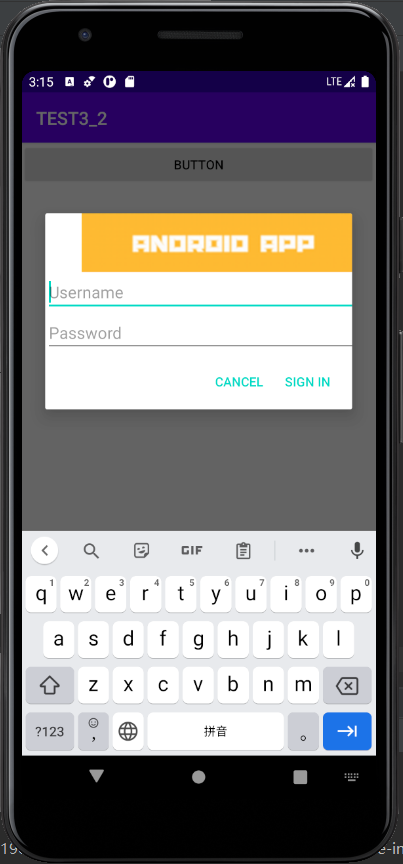 3:15 LTE
TEST3_2
BUTTON
ANDROID APP
Username
Password
CANCEL SIGN IN
GIF
q1 w2 e3 r4 t5 y6 u7 i8 o9 p0
a s d f g h j k l
z x c v b n m
?123 , 拼音 。